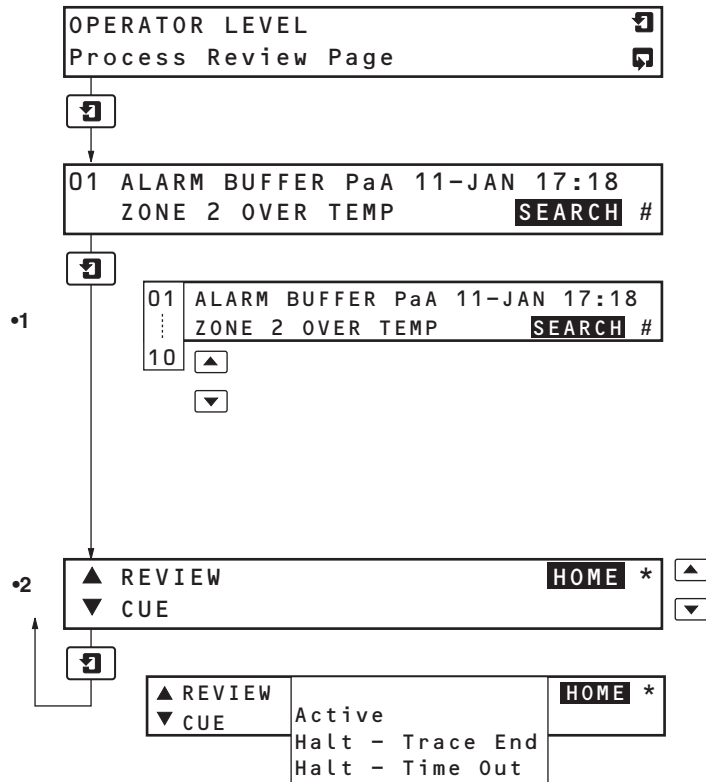 OPERATOR LEVEL
Process Review Page
01 ALARM BUFFER PaA 11-JAN 17:18
ZONE 2 OVER TEMP SEARCH #
•1
01 ALARM BUFFER PaA 11-JAN 17:18
ZONE 2 OVER TEMP SEARCH #
10
•2
▲ REVIEW HOME *
▼ CUE
▲ REVIEW HOME *
▼ CUE
Active
Halt - Trace End
Halt - Time Out